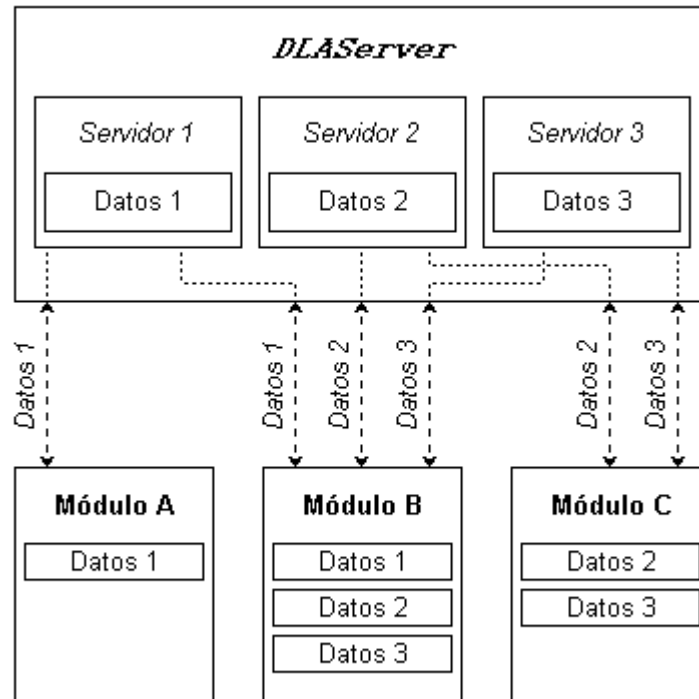 DLAServer
Servidor 1
Servidor 2
Servidor 3
Datos 1
Datos 2
Datos 3
Datos 1
Datos 1
Datos 2
Datos 3
Datos 2
Datos 3
Módulo A
Módulo B
Módulo C
Datos 1
Datos 1
Datos 2
Datos 2
Datos 3
Datos 3